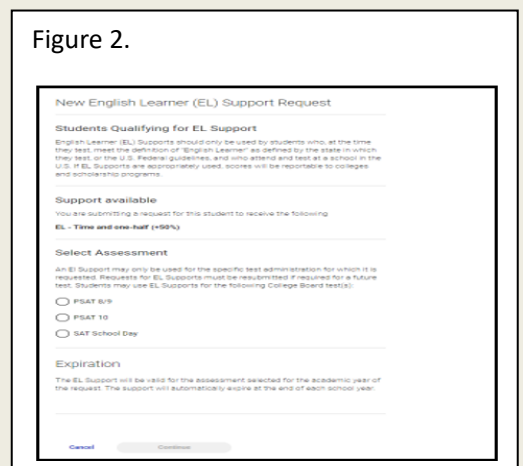 Figure 2.
New English Learner (EL) Support Request
Students Qualifying for EL Support
English Learner (EL) Supports should only be used by students who, at the time
they test, meet the definition of "English Learner" as defined by the state in which
they test, or the U.S. Federal guidelines, and who attend and test at a school in the
U.S. If EL Supports are appropriately used, scores will be reportable to colleges
and scholarship programs.
Support available
You are submitting a request for this student to receive the following
EL - Time and one-half (+50%)
Select Assessment
An El Support may only be used for the specific test administration for which it is
requested. Requests for EL Supports must be resubmitted if required for a future
test. Students may use EL Supports for the following College Board test(s):
PSAT 8/9
PSAT 10
SAT School Day
Expiration
The EL Support will be valid for the assessment selected for the academic year of
the request. The support will automatically expire at the end of each school year.
Cancel Continue